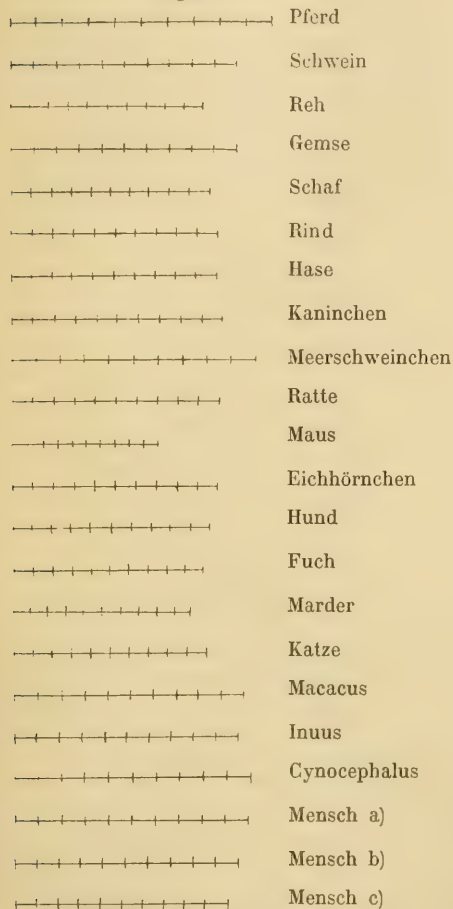 Pferd
Schwein
Reh
Gemse
Schaf
Rind
Hase
Kaninchen
Meerschweinchen
Ratte
Maus
Eichhörnchen
Hund
Fuch
Marder
Katze
Macacus
Inuus
Cynocephalus
Mensch a)
Mensch b)
Mensch c)